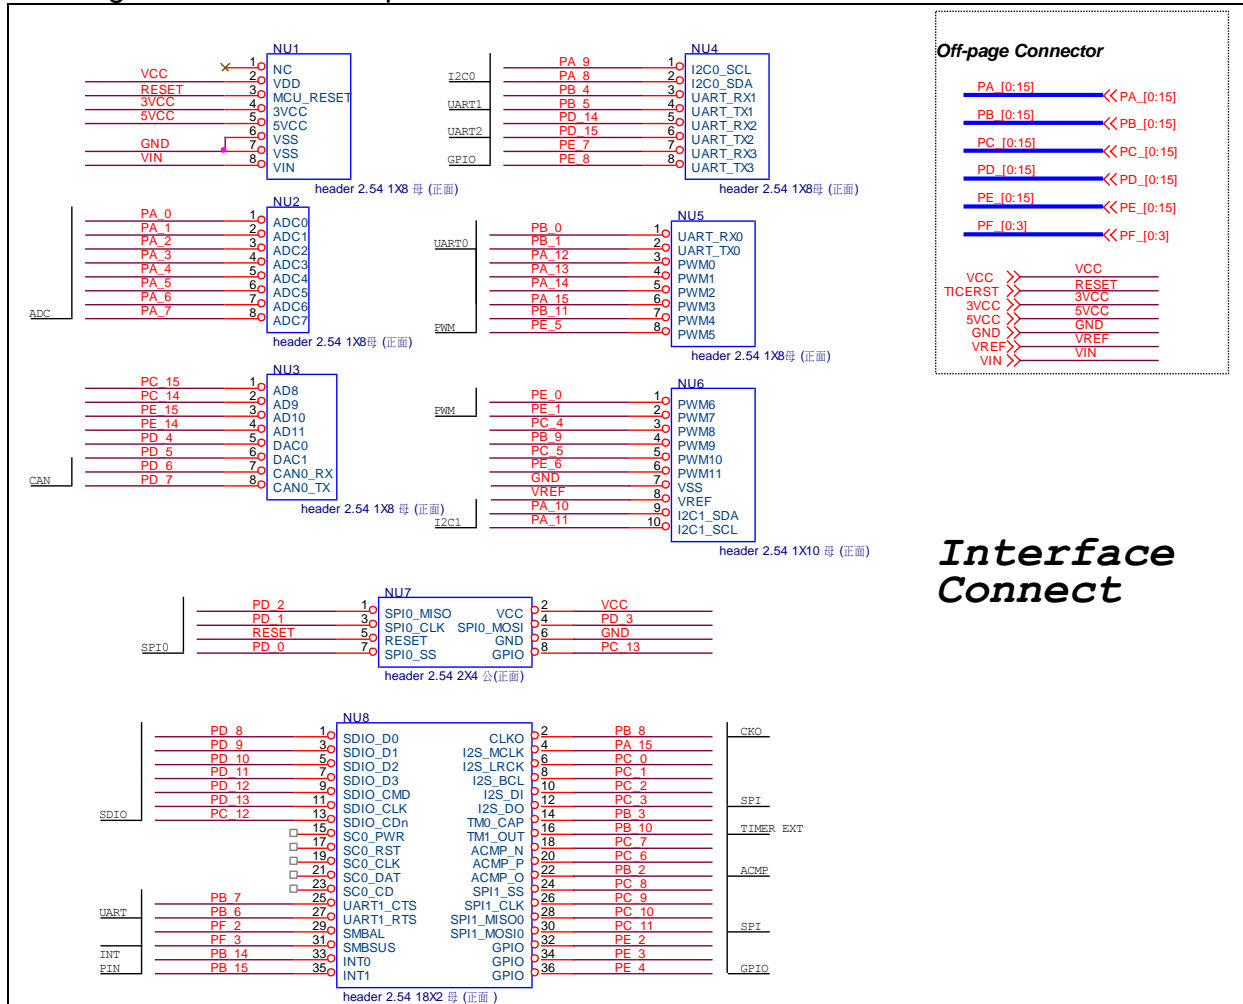 NU1
VCC 1 NC
RESET 2 VDD
3VCC 3 MCU_RESET
5VCC 4 3VCC
5 5VCC
GND 6 VSS
VIN 7 VSS
8 VIN
header 2.54 1X8 母 (正面)
NU2
PA_0 1 ADC0
PA_1 2 ADC1
PA_2 3 ADC2
PA_3 4 ADC3
PA_4 5 ADC4
PA_5 6 ADC5
PA_6 7 ADC6
ADC PA_7 8 ADC7
header 2.54 1X8母 (正面)
NU3
PC_15 1 AD8
PC_14 2 AD9
PE_15 3 AD10
PE_14 4 AD11
PD_4 5 DAC0
PD_5 6 DAC1
PD_6 7 CAN0_RX
CAN PD_7 8 CAN0_TX
header 2.54 1X8 母 (正面)
NU4
PA_9 1 I2C0_SCL
I2C0 PA_8 2 I2C0_SDA
PB_4 3 UART_RX1
UART1 PB_5 4 UART_TX1
PD_14 5 UART_RX2
UART2 PD_15 6 UART_TX2
PE_7 7 UART_RX3
GPIO PE_8 8 UART_TX3
header 2.54 1X8母 (正面)
NU5
PB_0 1 UART_RX0
UART0 PB_1 2 UART_TX0
PA_12 3 PWM0
PA_13 4 PWM1
PA_14 5 PWM2
PA_15 6 PWM3
PB_11 7 PWM4
PWM PE_5 8 PWM5
header 2.54 1X8母 (正面)
NU6
PE_0 1 PWM6
PWM PE_1 2 PWM7
PC_4 3 PWM8
PB_9 4 PWM9
PC_5 5 PWM10
PE_6 6 PWM11
GND 7 VSS
VREF 8 VREF
PA_10 9 I2C1_SDA
I2C1 PA_11 10 I2C1_SCL
header 2.54 1X10 母 (正面)
Off-page Connector
PA_[0:15] PA_[0:15]
PB_[0:15] PB_[0:15]
PC_[0:15] PC_[0:15]
PD_[0:15] PD_[0:15]
PE_[0:15] PE_[0:15]
PF_[0:3] PF_[0:3]
VCC VCC
TICERST RESET
3VCC 3VCC
5VCC 5VCC
GND GND
VREF VREF
VIN VIN
Interface
Connect
NU7
PD_2 1 SPI0_MISO VCC 2 VCC
PD_1 3 SPI0_CLK SPI0_MOSI 4 PD_3
RESET 5 RESET GND 6 GND
SPI0 PD_0 7 SPI0_SS GPIO 8 PC_13
header 2.54 2X4 公(正面)
NU8
PD_8 1 SDIO_D0 CLKO 2 PB_8 CKO
PD_9 3 SDIO_D1 I2S_MCLK 4 PA_15
PD_10 5 SDIO_D2 I2S_LRCK 6 PC_0
PD_11 7 SDIO_D3 I2S_BCL 8 PC_1
PD_12 9 SDIO_CMD I2S_DI 10 PC_2
PD_13 11 SDIO_CLK I2S_DO 12 PC_3 SPI
SDIO PC_12 13 SDIO_CDn TM0_CAP 14 PB_3
15 SC0_PWR TM1_OUT 16 PB_10 TIMER EXT
17 SC0_RST ACMP_N 18 PC_7
19 SC0_CLK ACMP_P 20 PC_6
21 SC0_DAT ACMP_O 22 PB_2 ACMP
23 SC0_CD SPI1_SS 24 PC_8
PB_7 25 UART1_CTS SPI1_CLK 26 PC_9
UART PB_6 27 UART1_RTS SPI1_MISO0 28 PC_10
PF_2 29 SMBAL SPI1_MOSI0 30 PC_11 SPI
PF_3 31 SMBSUS GPIO 32 PE_2
INT PB_14 33 INT0 GPIO 34 PE_3
PIN PB_15 35 INT1 GPIO 36 PE_4 GPIO
header 2.54 18X2 母 (正面 )